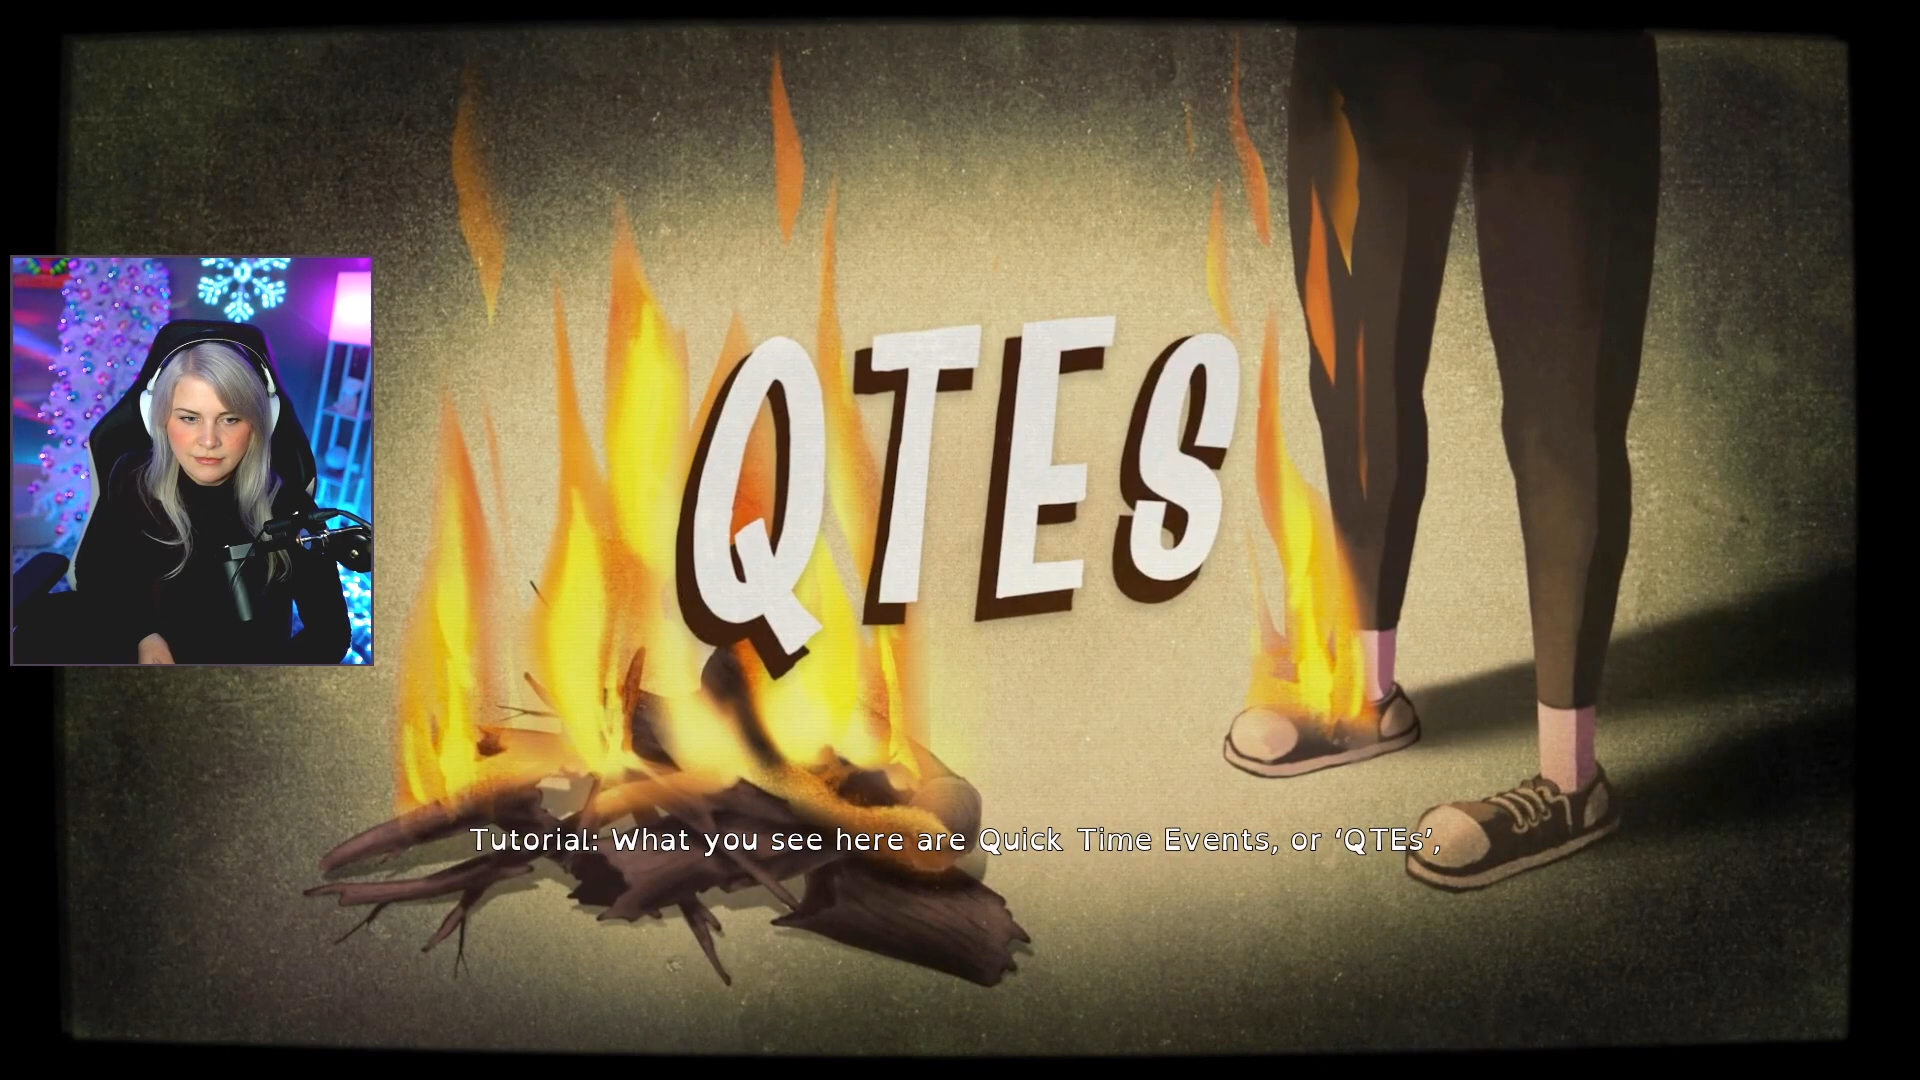 QTES
Tutorial: What you see here are Quick Time Events, or ‘QTEs’,